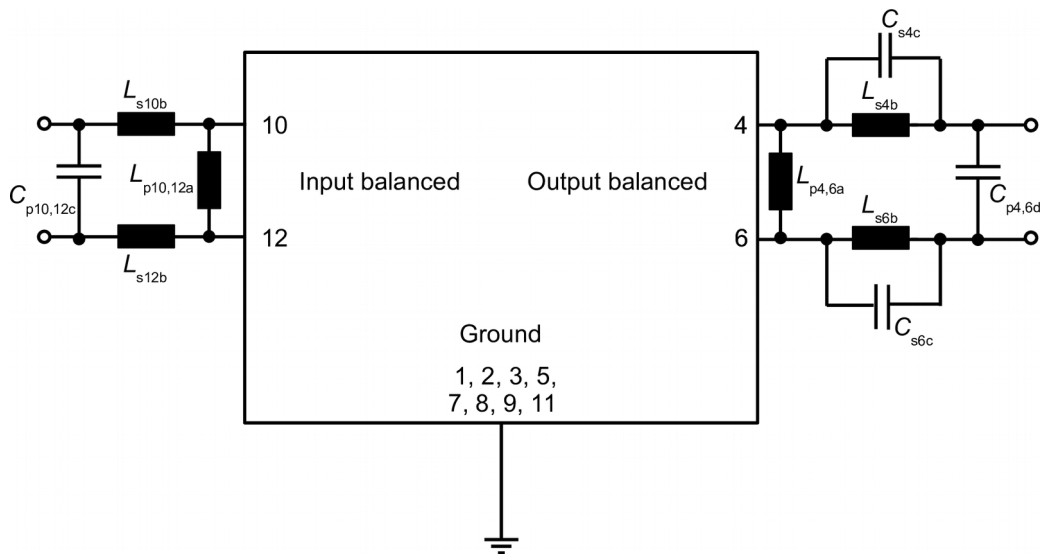 C s4c
L s10b
L s4b
10
4
L p10,12a
Input balanced
Output balanced
L p4,6a
C p10,12c
C p4,6d
L s6b
12
6
L s12b
C s6c
Ground
1, 2, 3, 5,
7, 8, 9, 11